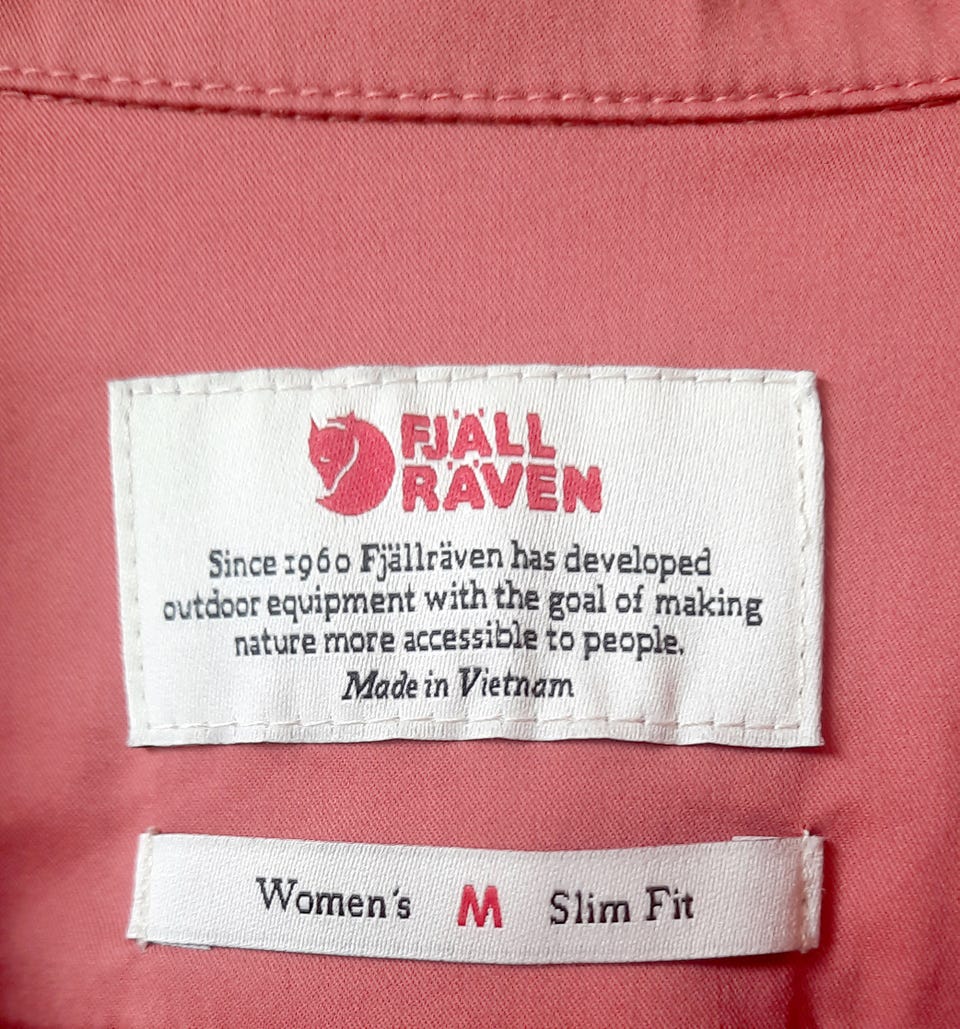 FJÄLL
RÄVEN
Since 1960 Fjällräven has developed
outdoor equipment with the goal of making
nature more accessible to people.
Made in Vietnam
Women's M Slim Fit